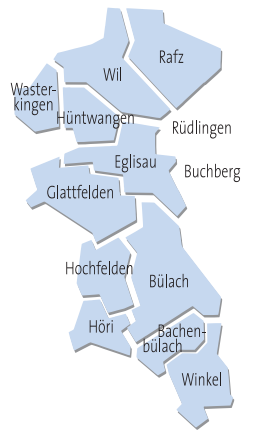 Rafz
Wil
Waster-
kingen
Hüntwangen
Rüdlingen
Eglisau
Buchberg
Glattfelden
Hochfelden
Bülach
Höri
Bachen-
bülach
Winkel